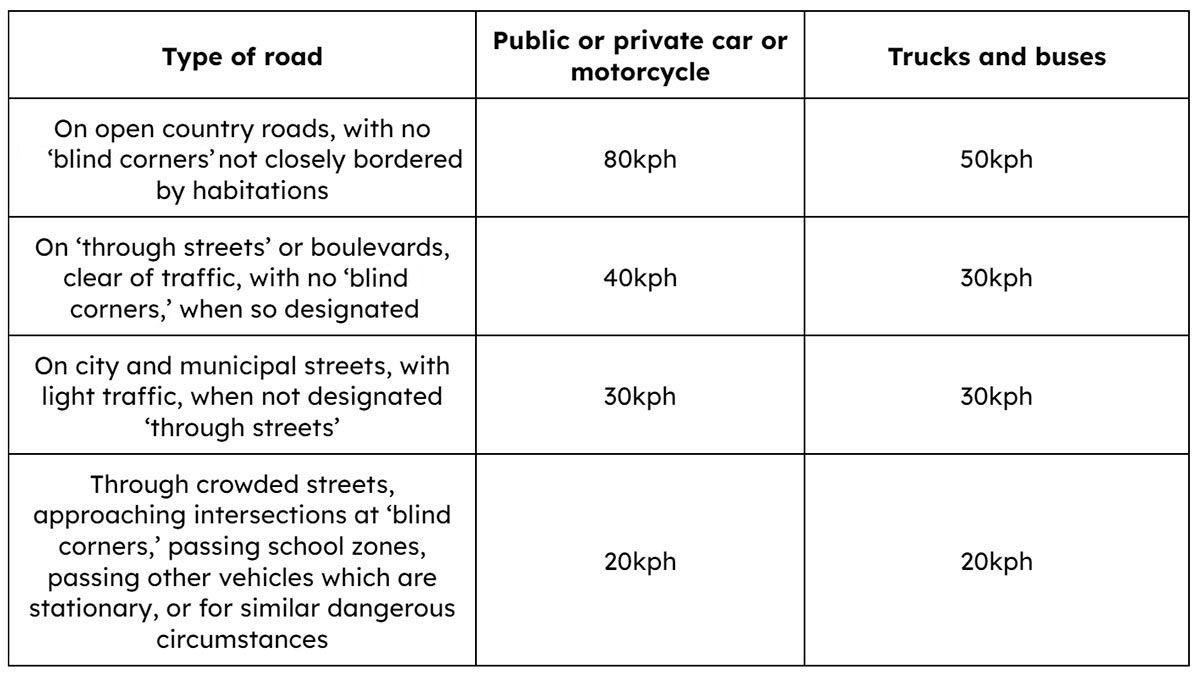 Type of road
Public or private car or
motorcycle
Trucks and buses
On open country roads, with no
‘blind corners’ not closely bordered
by habitations
80kph
50kph
On ‘through streets’ or boulevards,
clear of traffic, with no ‘blind
corners,’ when so designated
40kph
30kph
On city and municipal streets, with
light traffic, when not designated
‘through streets’
30kph
30kph
Through crowded streets,
approaching intersections at ‘blind
corners,’ passing school zones,
passing other vehicles which are
stationary, or for similar dangerous
circumstances
20kph
20kph